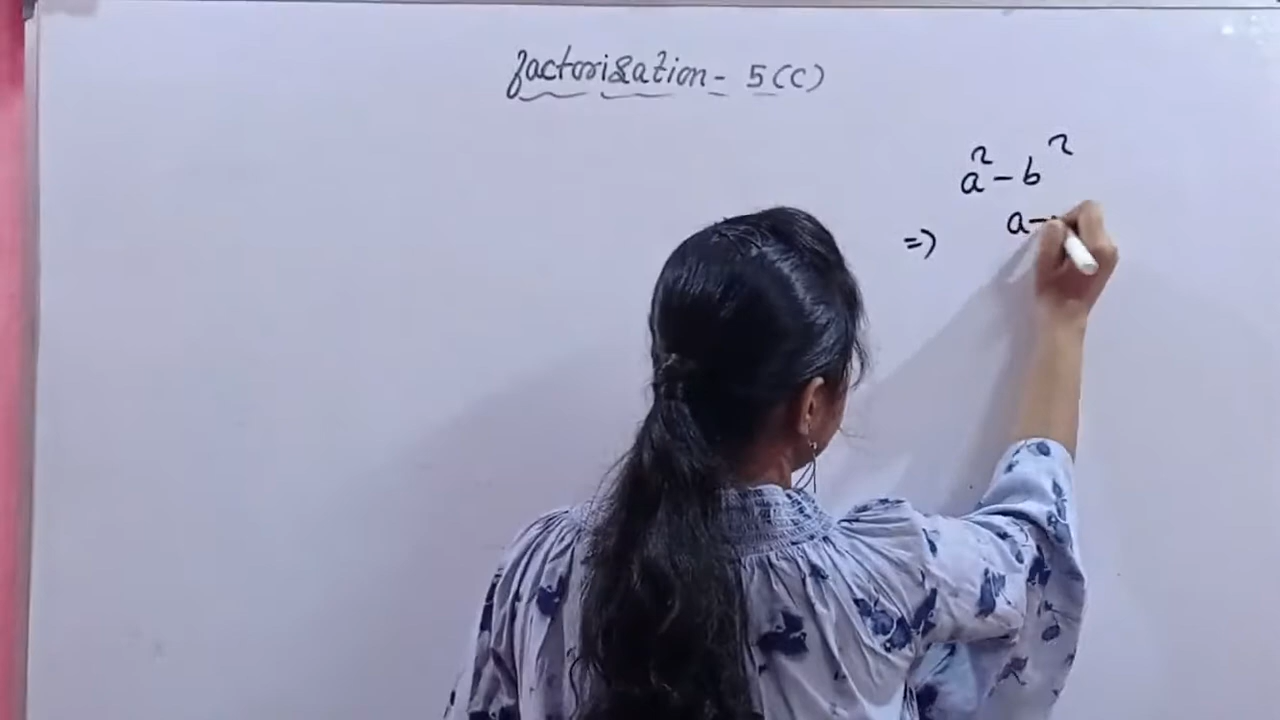 factorisation - 5(C)
a² - b²
=> a -